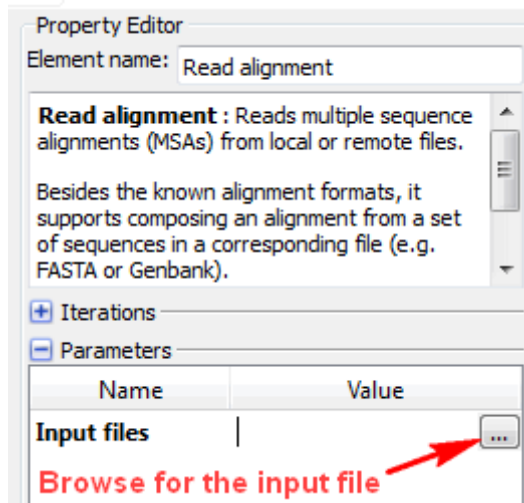 Property Editor
Element name: Read alignment
Read alignment : Reads multiple sequence
alignments (MSAs) from local or remote files.
Besides the known alignment formats, it
supports composing an alignment from a set
of sequences in a corresponding file (e.g.
FASTA or Genbank).
Iterations
Parameters
Name Value
Input files ...
Browse for the input file